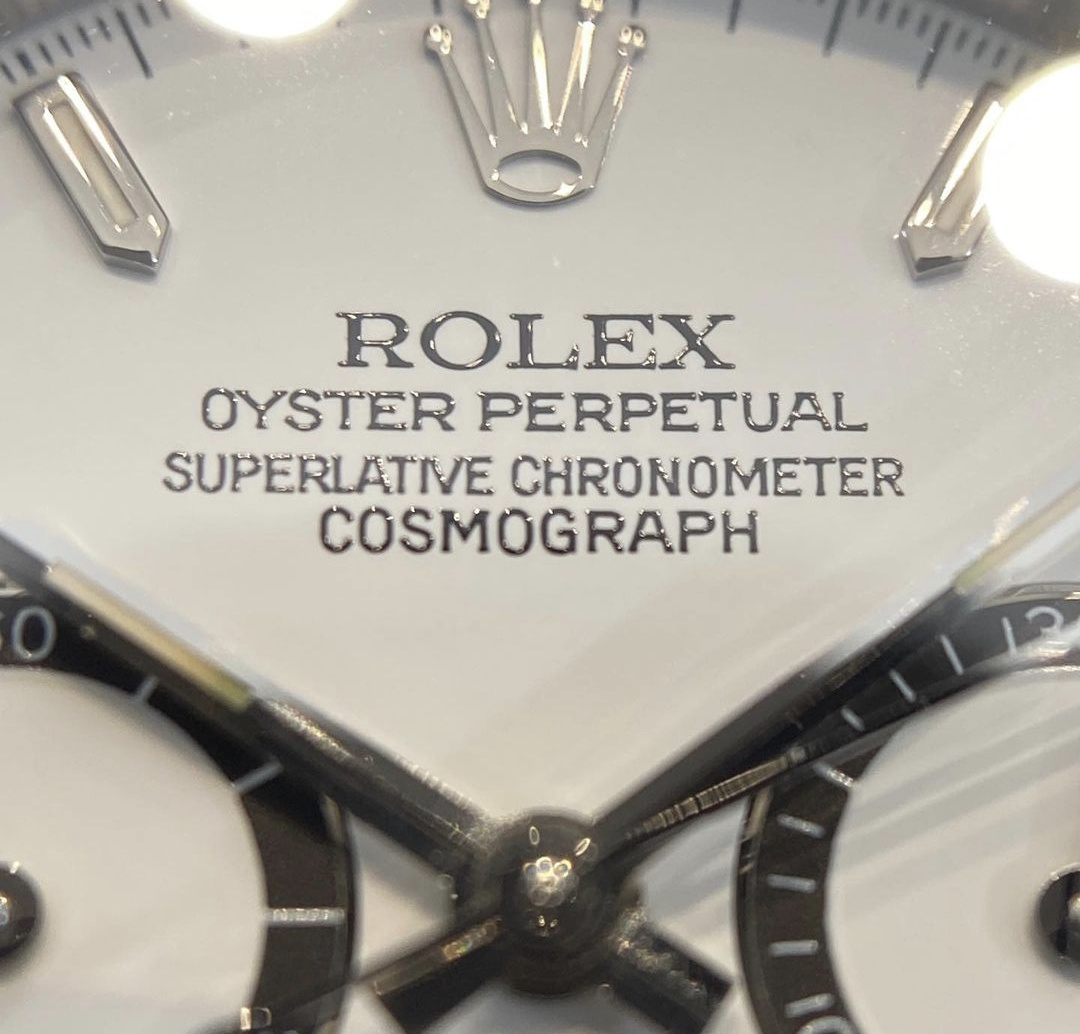 ROLEX
OYSTER PERPETUAL
SUPERLATIVE CHRONOMETER
COSMOGRAPH